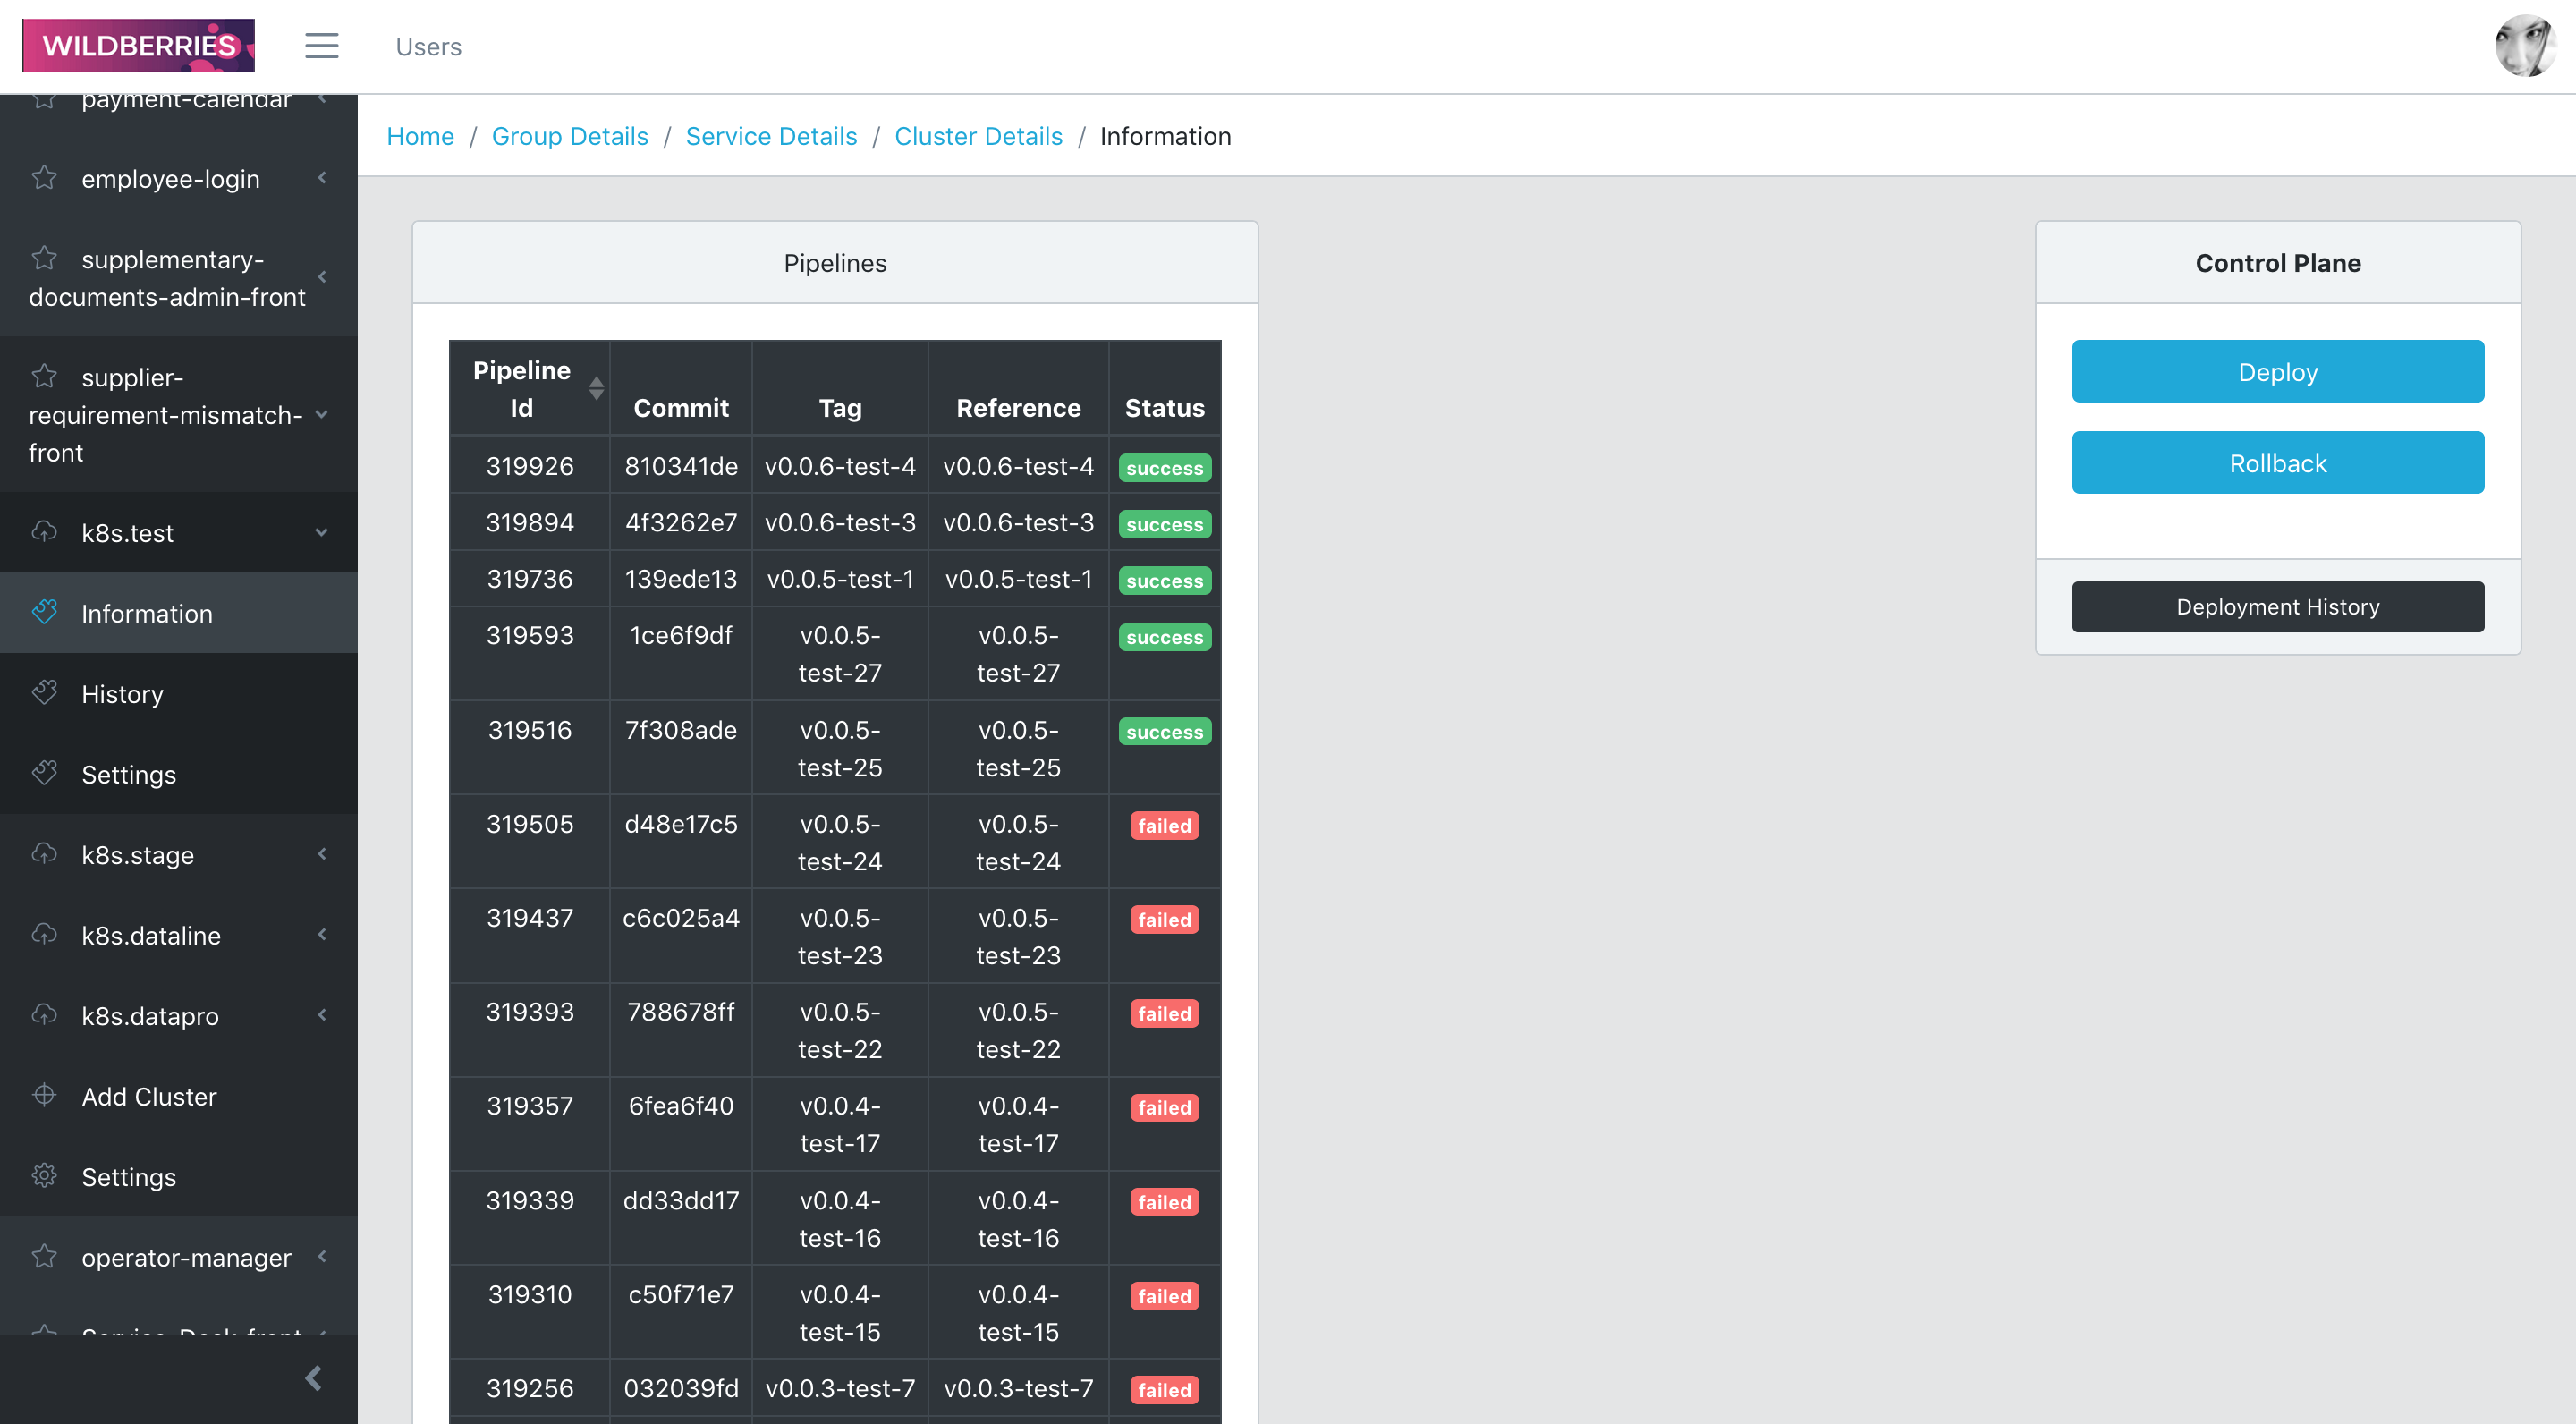 WILDBERRIES
Users
payment-calendar
employee-login
supplementary-
documents-admin-front
supplier-
requirement-mismatch-
front
k8s.test
Information
History
Settings
k8s.stage
k8s.dataline
k8s.datapro
Add Cluster
Settings
operator-manager
Service-Desk-front
Home / Group Details / Service Details / Cluster Details / Information
Pipelines
Pipeline
Id Commit Tag Reference Status
319926 810341de v0.0.6-test-4 v0.0.6-test-4 success
319894 4f3262e7 v0.0.6-test-3 v0.0.6-test-3 success
319736 139ede13 v0.0.5-test-1 v0.0.5-test-1 success
319593 1ce6f9df v0.0.5- v0.0.5- success
test-27 test-27
319516 7f308ade v0.0.5- v0.0.5- success
test-25 test-25
319505 d48e17c5 v0.0.5- v0.0.5- failed
test-24 test-24
319437 c6c025a4 v0.0.5- v0.0.5- failed
test-23 test-23
319393 788678ff v0.0.5- v0.0.5- failed
test-22 test-22
319357 6fea6f40 v0.0.4- v0.0.4- failed
test-17 test-17
319339 dd33dd17 v0.0.4- v0.0.4- failed
test-16 test-16
319310 c50f71e7 v0.0.4- v0.0.4- failed
test-15 test-15
319256 032039fd v0.0.3-test-7 v0.0.3-test-7 failed
Control Plane
Deploy
Rollback
Deployment History